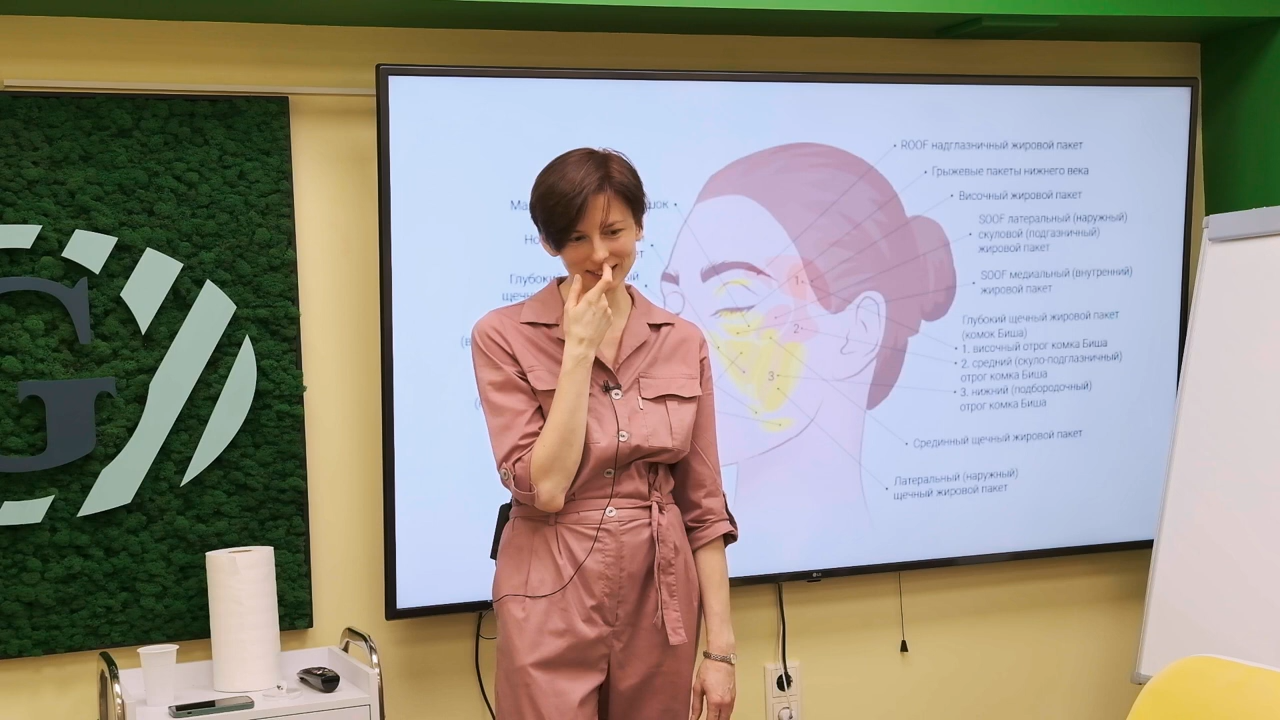 G
ROOF надглазничный жировой пакет
Грыжевые пакеты нижнего века
Височный жировой пакет
SOOF латеральный (наружный)
скуловой (подглазничный)
жировой пакет
SOOF медиальный (внутренний)
жировой пакет
Глубокий щечный жировой пакет
(комок Биша)
1. височный отрог комка Биша
2. средний (скуло-подглазничный)
отрог комка Биша
3. нижний (подбородочный)
отрог комка Биша
Срединный щечный жировой пакет
Латеральный (наружный)
щечный жировой пакет
Глубокий
1
2
3
LG